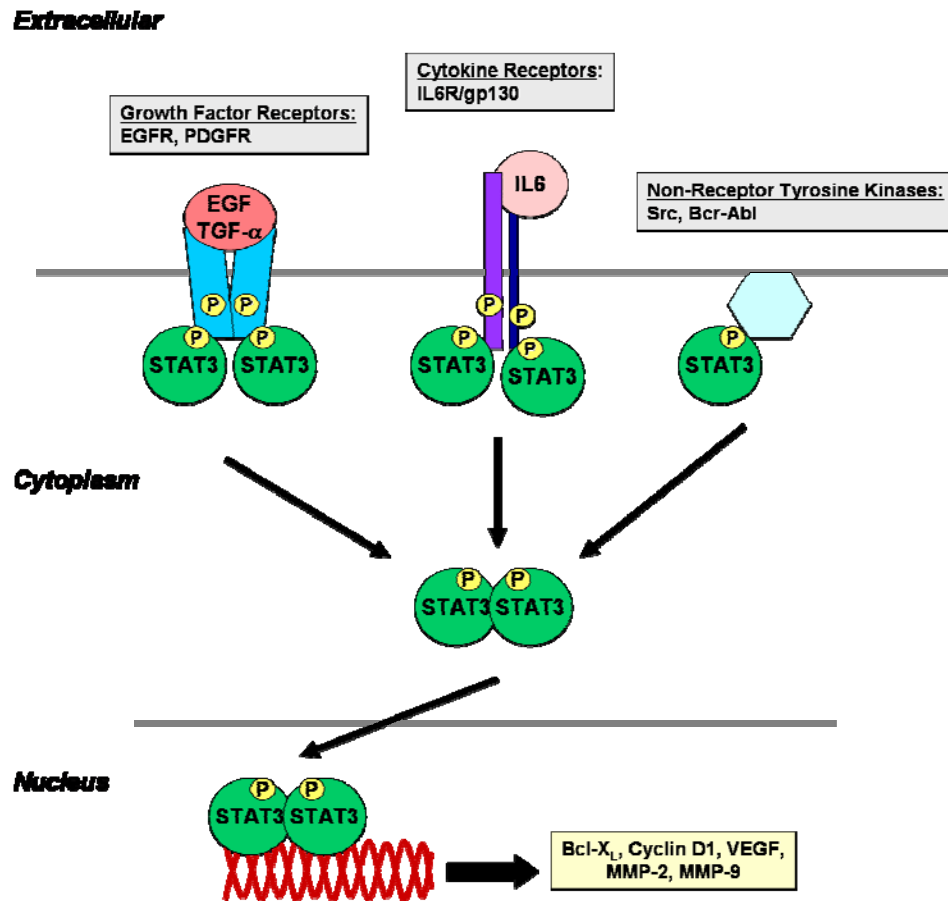 Extracellular
Cytokine Receptors:
IL6R/gp130
Growth Factor Receptors:
EGFR, PDGFR
Non-Receptor Tyrosine Kinases:
Src, Bcr-Abl
EGF
TGF-α
IL6
P P
P P
STAT3 STAT3
P
P
P
P
STAT3
STAT3
P
STAT3
Cytoplasm
P P
STAT3 STAT3
Nucleus
P P
STAT3 STAT3
Bcl-XL, Cyclin D1, VEGF,
MMP-2, MMP-9